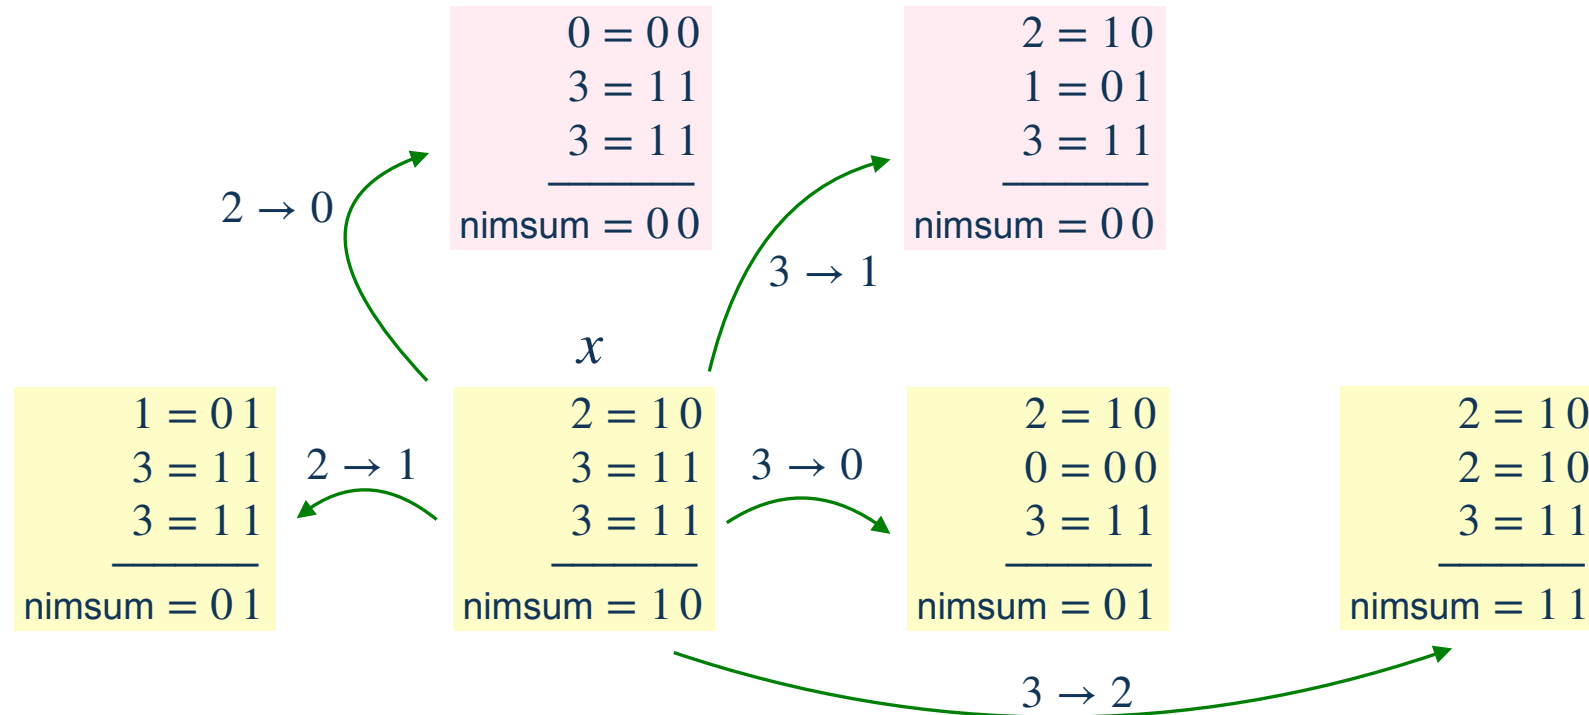 0 = 0 0
3 = 1 1
3 = 1 1
nimsum = 0 0
2 = 1 0
1 = 0 1
3 = 1 1
nimsum = 0 0
2 → 0
3 → 1
x
1 = 0 1
3 = 1 1
3 = 1 1
nimsum = 0 1
2 → 1
2 = 1 0
3 = 1 1
3 = 1 1
nimsum = 1 0
3 → 0
2 = 1 0
0 = 0 0
3 = 1 1
nimsum = 0 1
2 = 1 0
2 = 1 0
3 = 1 1
nimsum = 1 1
3 → 2